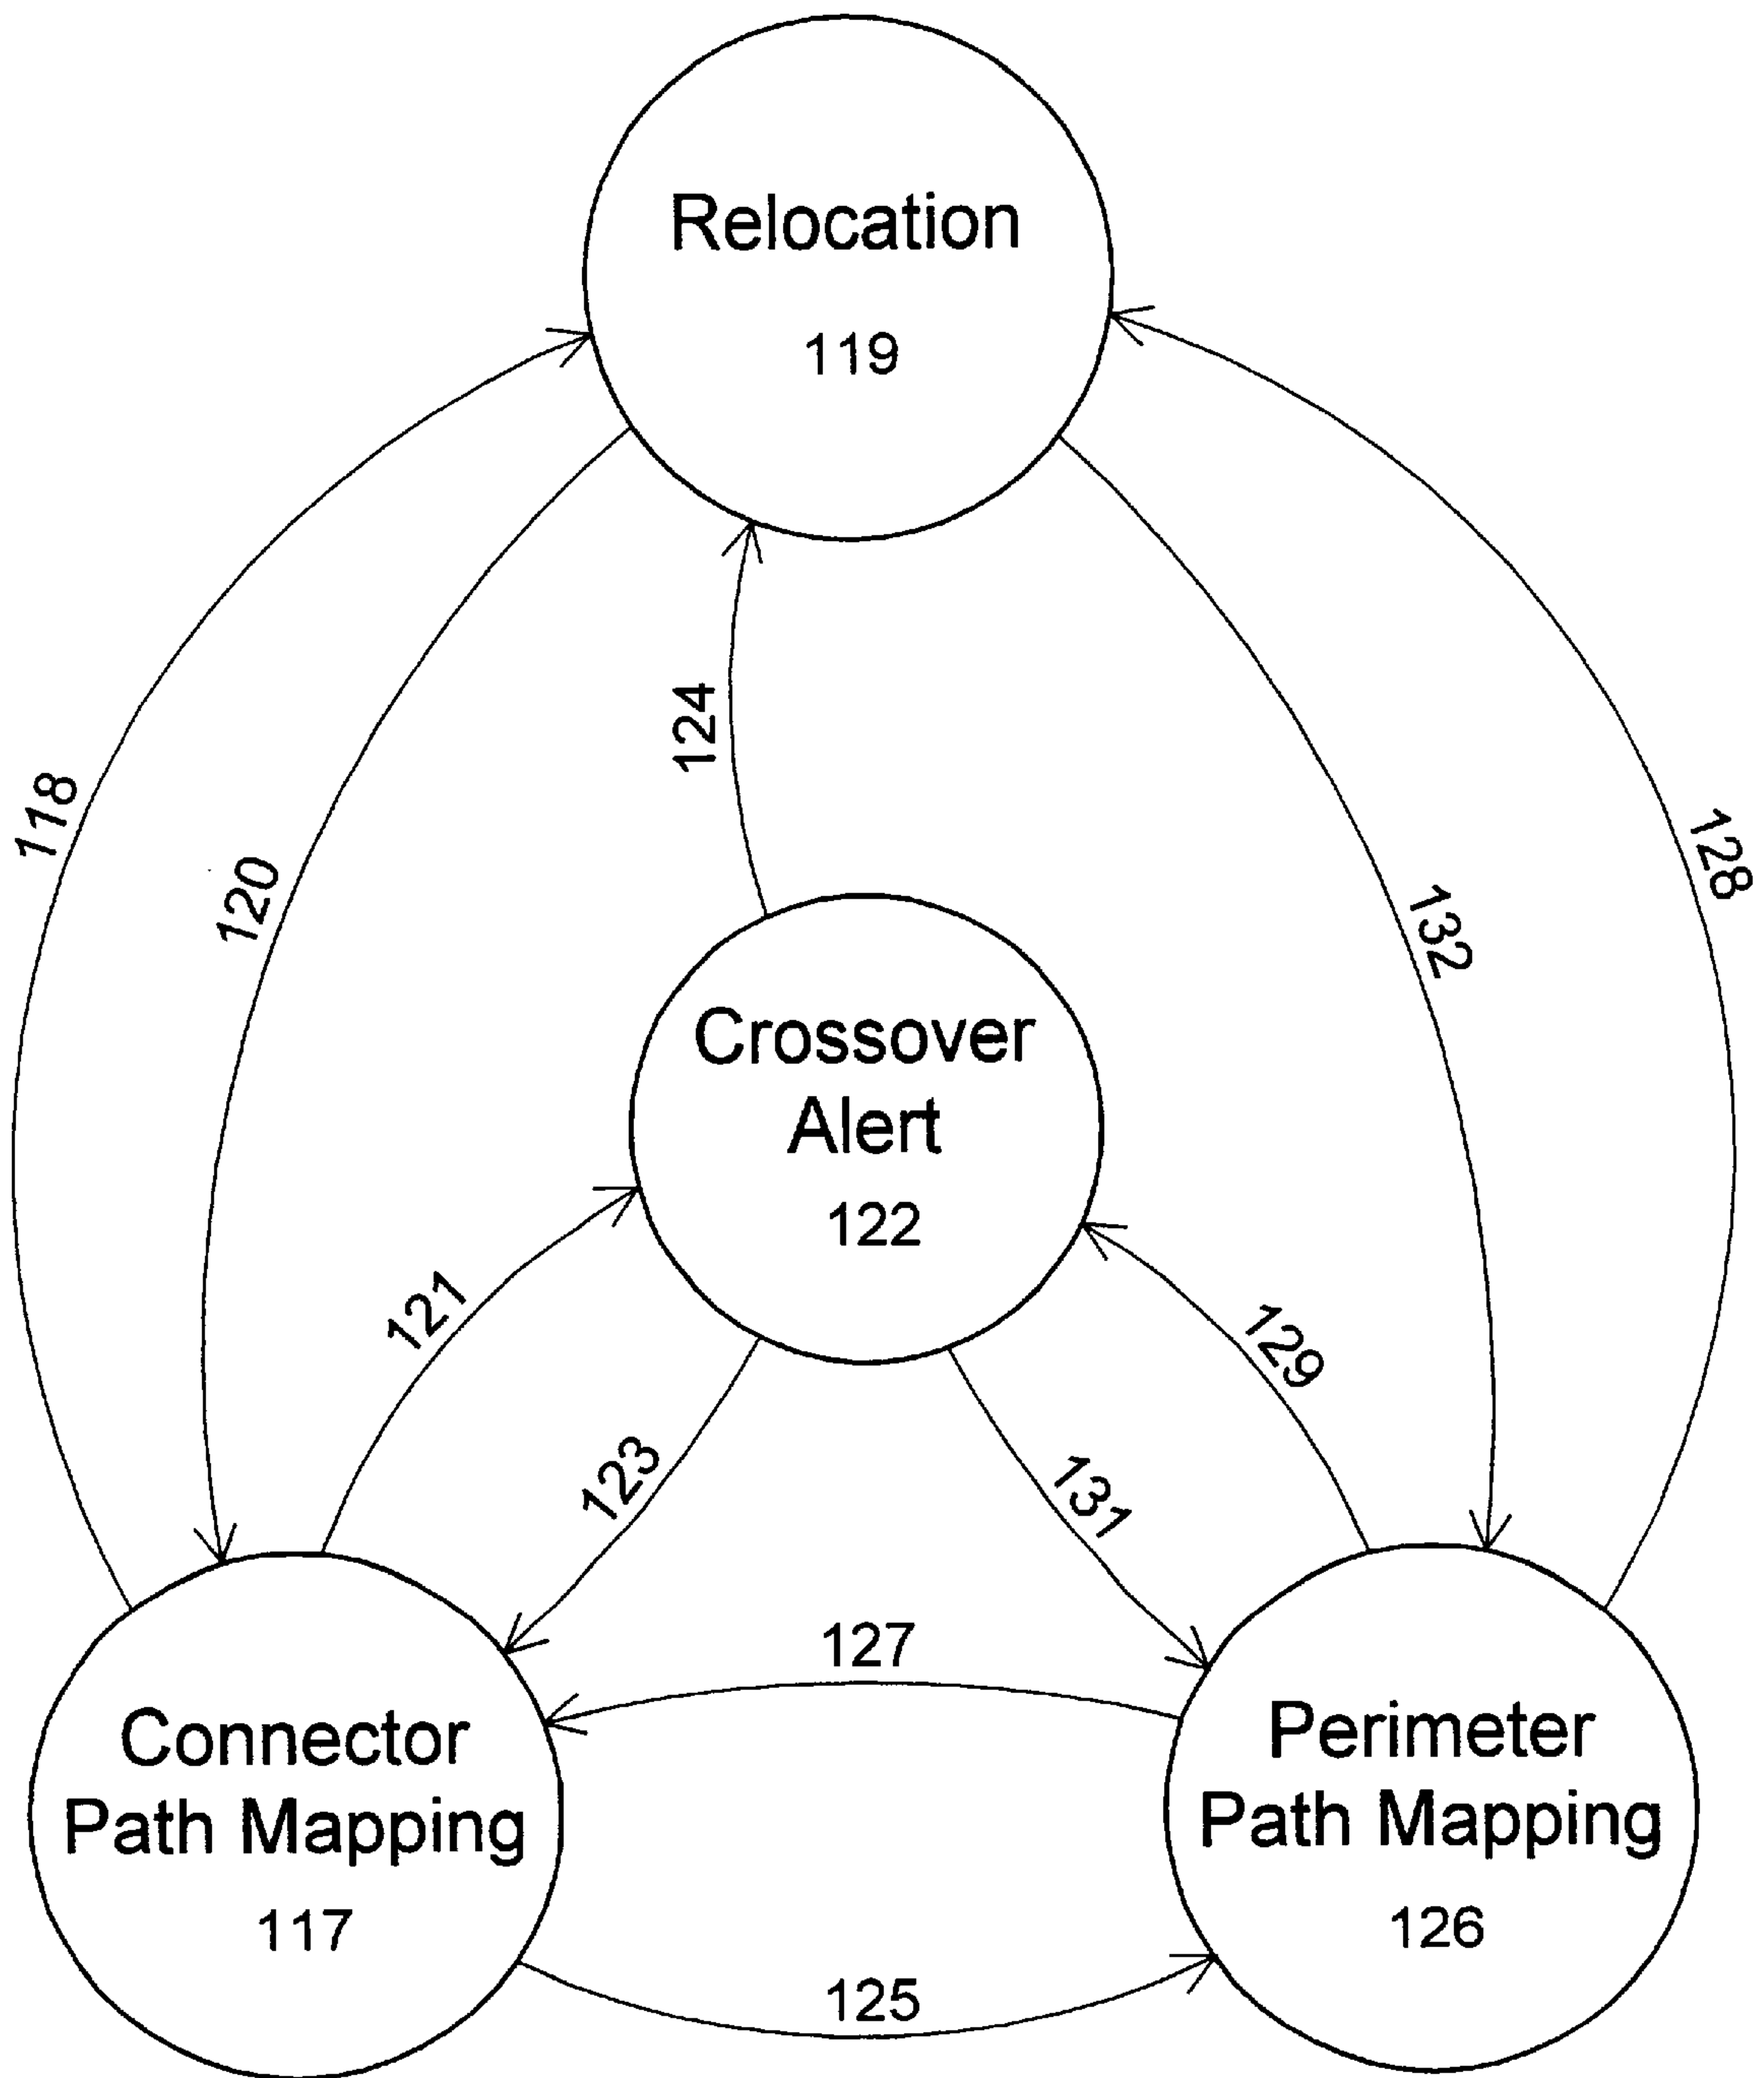 Relocation
119
124
118
128
120
132
Crossover
Alert
122
121
129
123
131
127
Connector
Path Mapping
117
Perimeter
Path Mapping
126
125